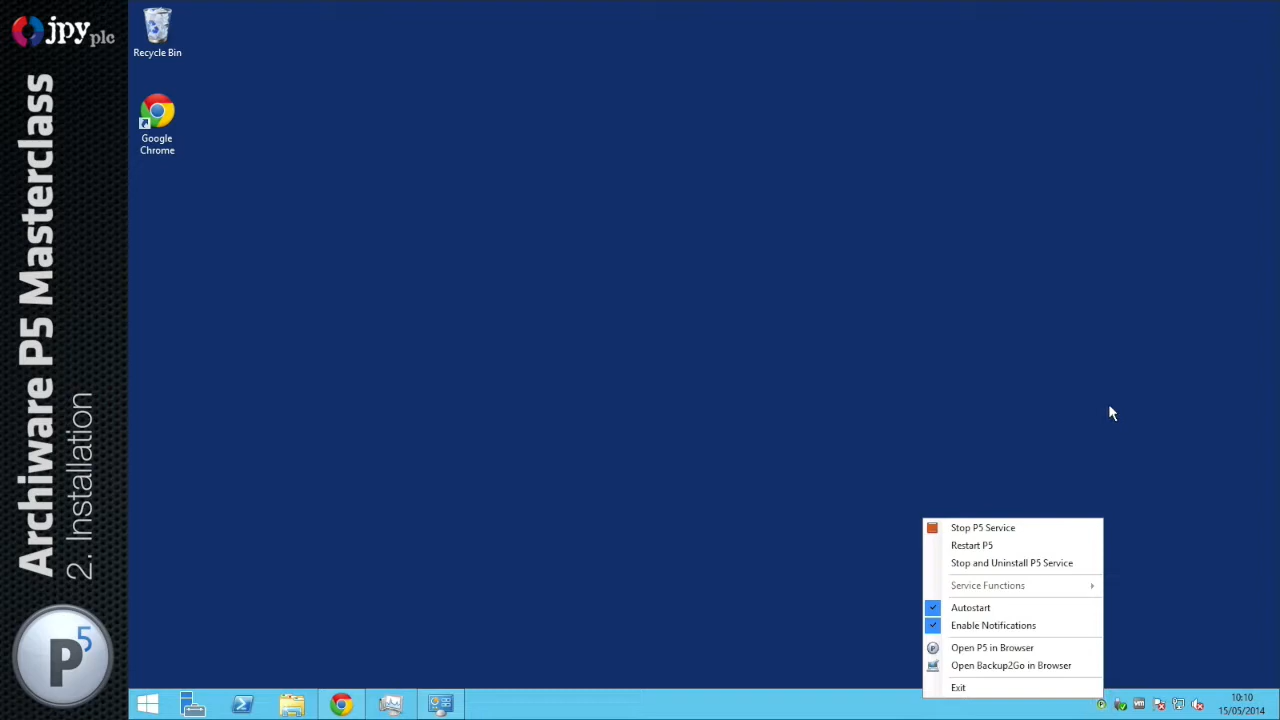 jpy plc
Archiware P5 Masterclass
2. Installation
P5
Recycle Bin
Google
Chrome
Stop P5 Service
Restart P5
Stop and Uninstall P5 Service
Service Functions
Autostart
Enable Notifications
Open P5 in Browser
Open Backup2Go in Browser
Exit
10:10
15/05/2014